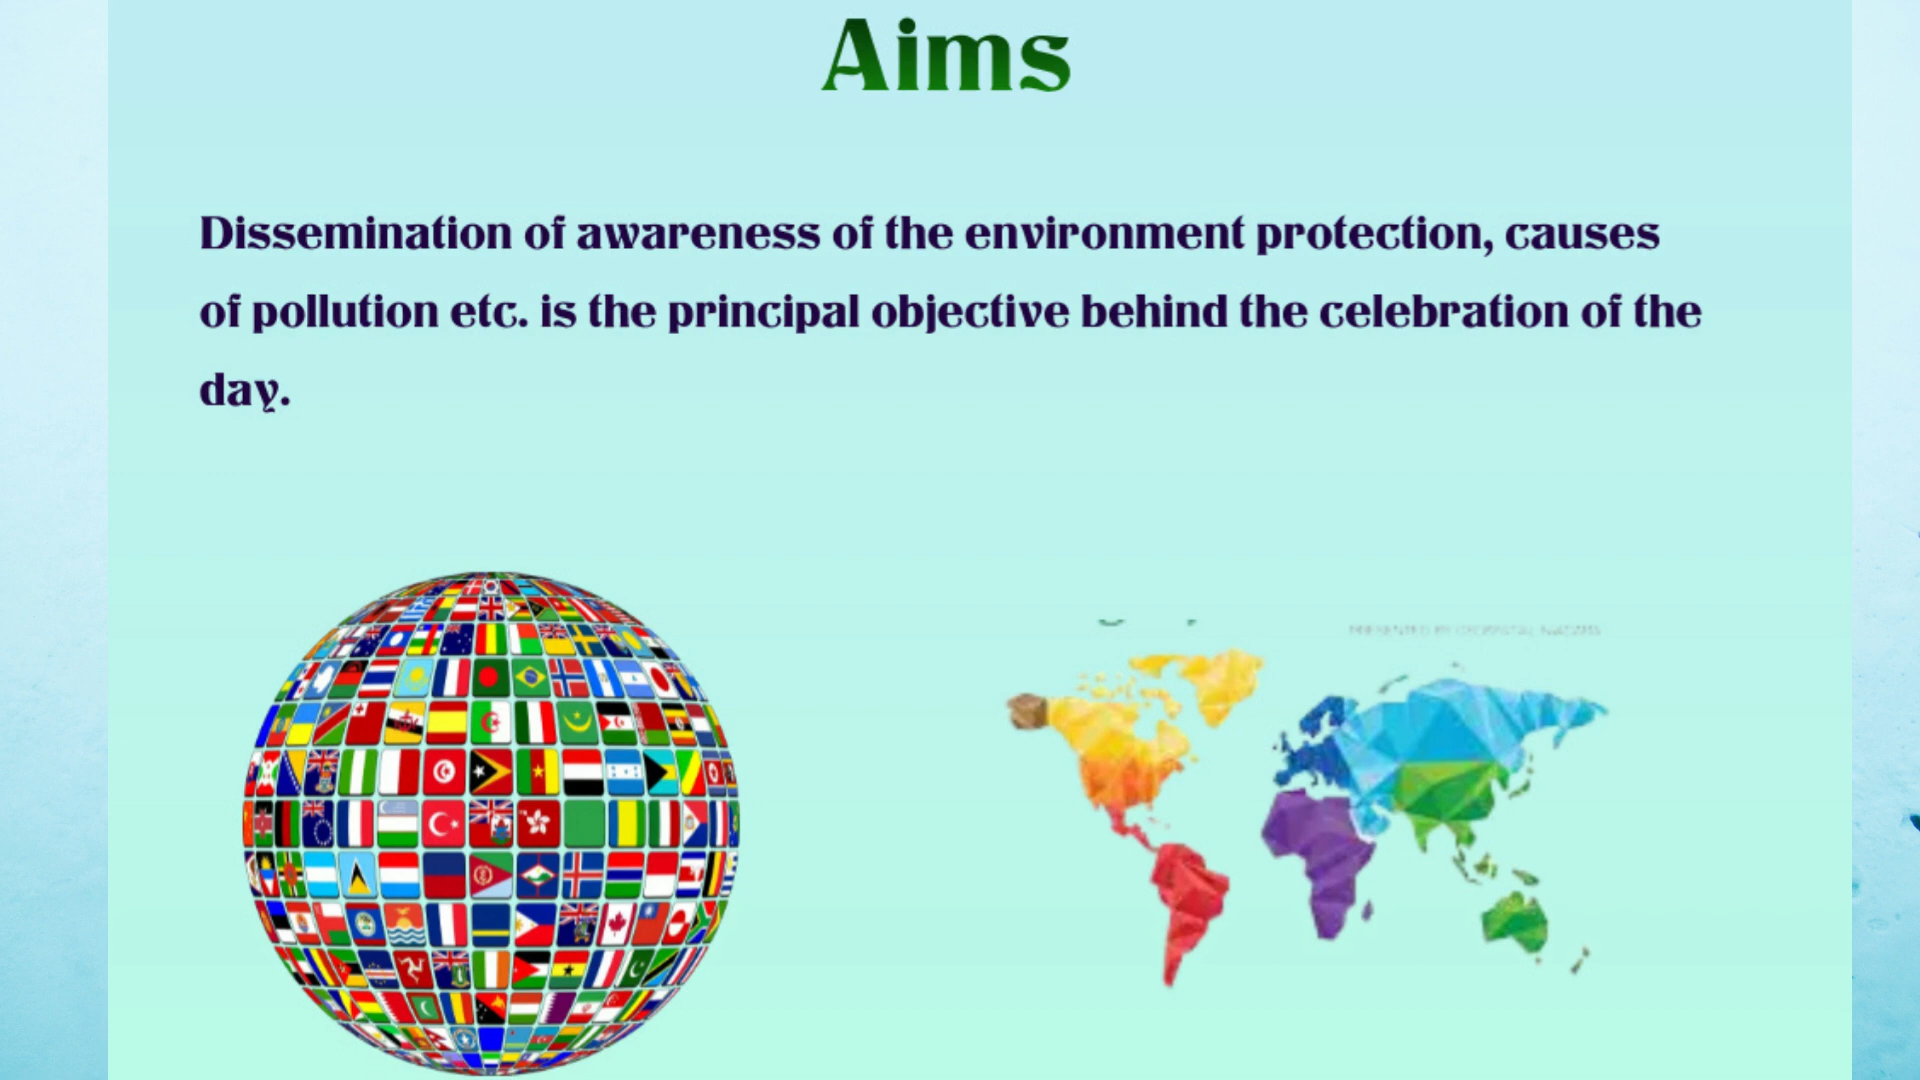 Aims
Dissemination of awareness of the environment protection, causes
of pollution etc. is the principal objective behind the celebration of the
day.